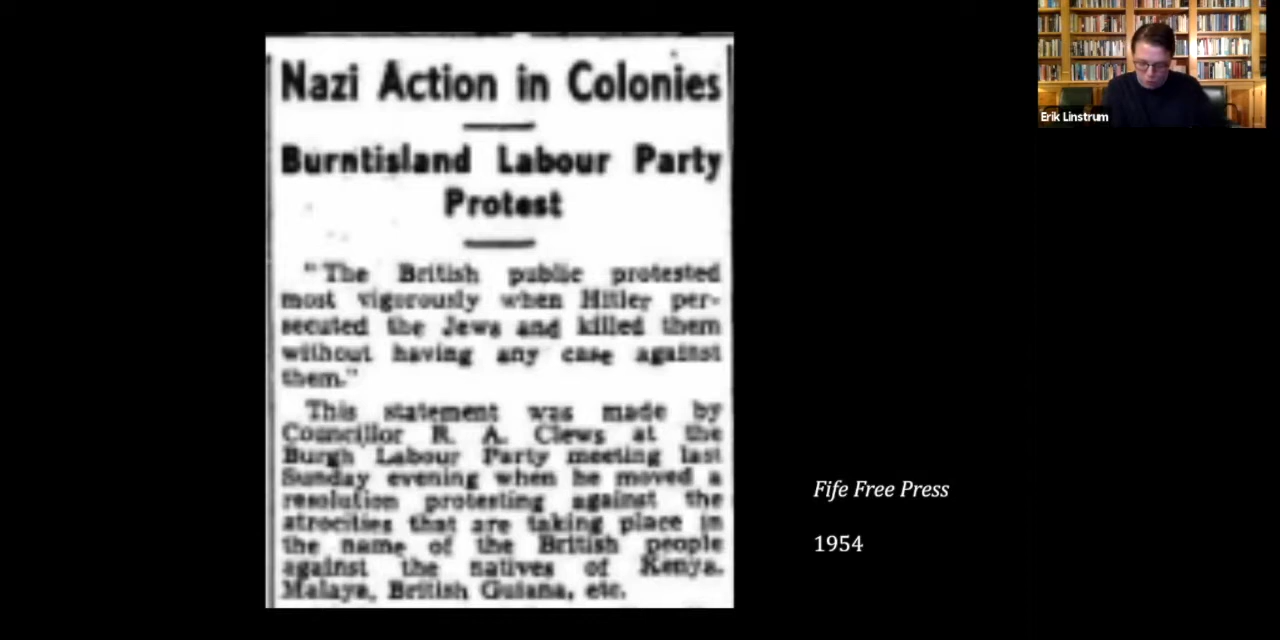 Nazi Action in Colonies
Burntisland Labour Party
Protest
"The British public protested
most vigorously when Hitler per-
secuted the Jews and killed them
without having any case against
them."
This statement was made by
Councillor R. A. Clews at the
Burgh Labour Party meeting last
Sunday evening when he moved a
resolution protesting against the
atrocities that are taking place in
the name of the British people
against the natives of Kenya,
Malaya, British Guiana, etc.
Fife Free Press
1954
Erik Linstrum